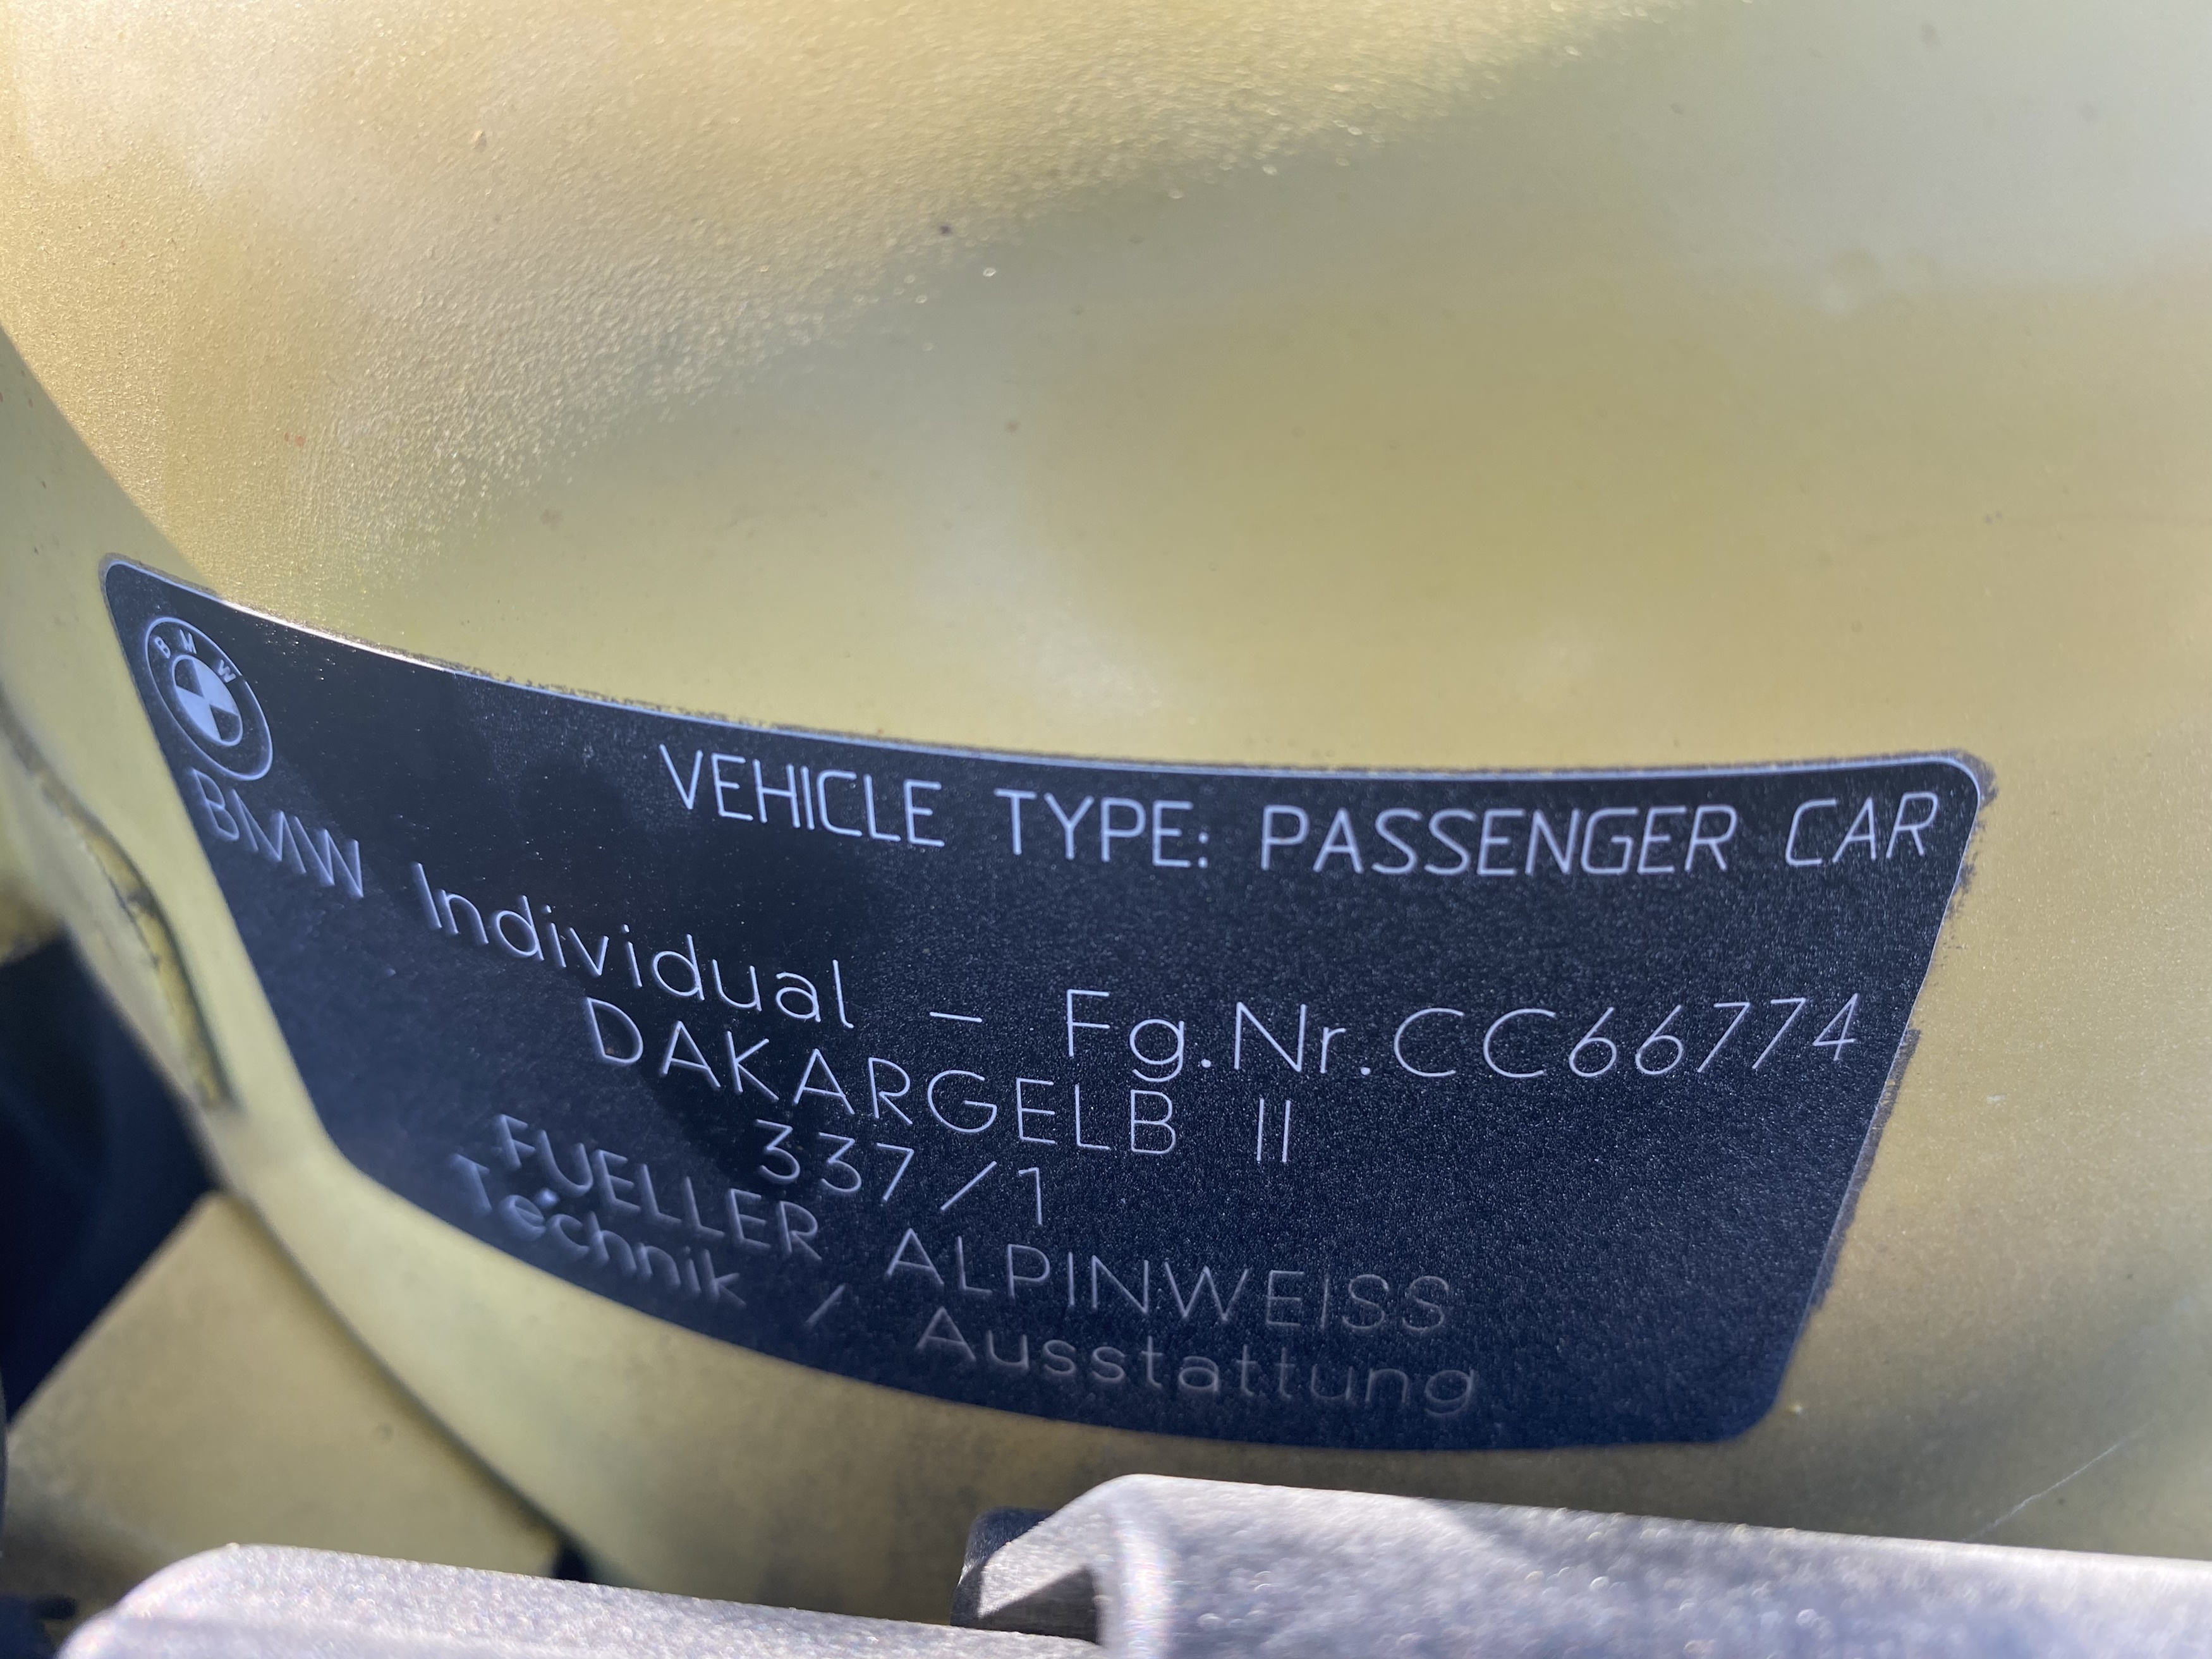 BMW
VEHICLE TYPE: PASSENGER CAR
BMW Individual - Fg.Nr.CC66774
DAKARGELB II
337/1
FUELLER ALPINWEISS
Technik / Ausstattung